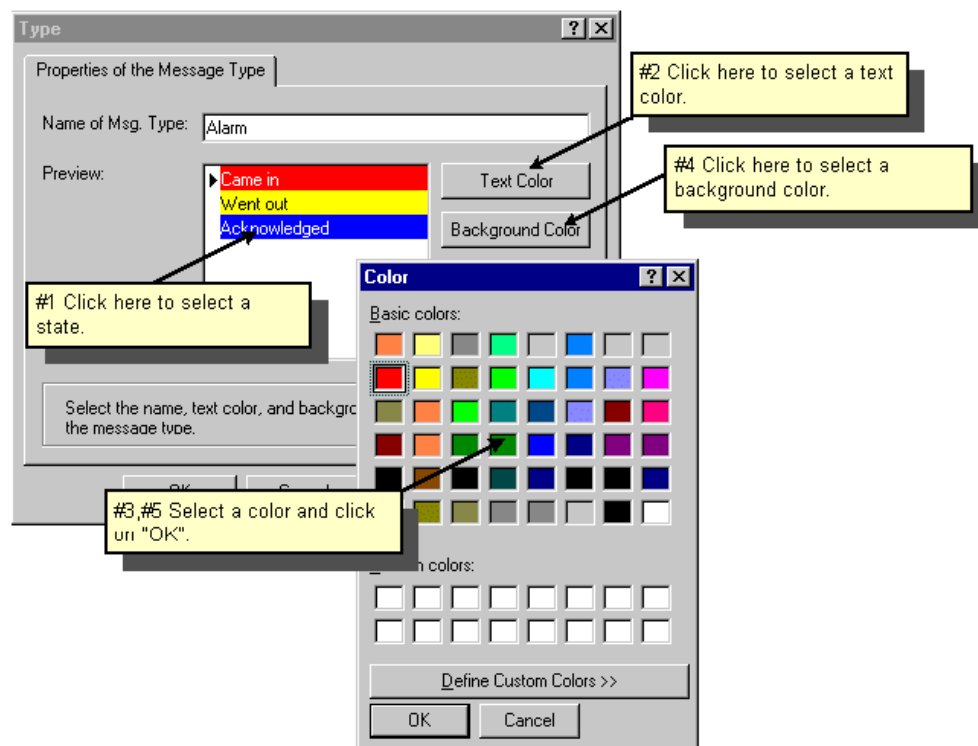 Type
Properties of the Message Type
#2 Click here to select a text
color.
Name of Msg. Type:
Alarm
Preview:
Came in
Went out
Acknowledged
Text Color
Background Color
#4 Click here to select a
background color.
#1 Click here to select a
state.
Color
Basic colors:
Select the name, text color, and
the message type.
#3,#5 Select a color and click
on "OK".
colors:
Define Custom Colors >>
OK
Cancel